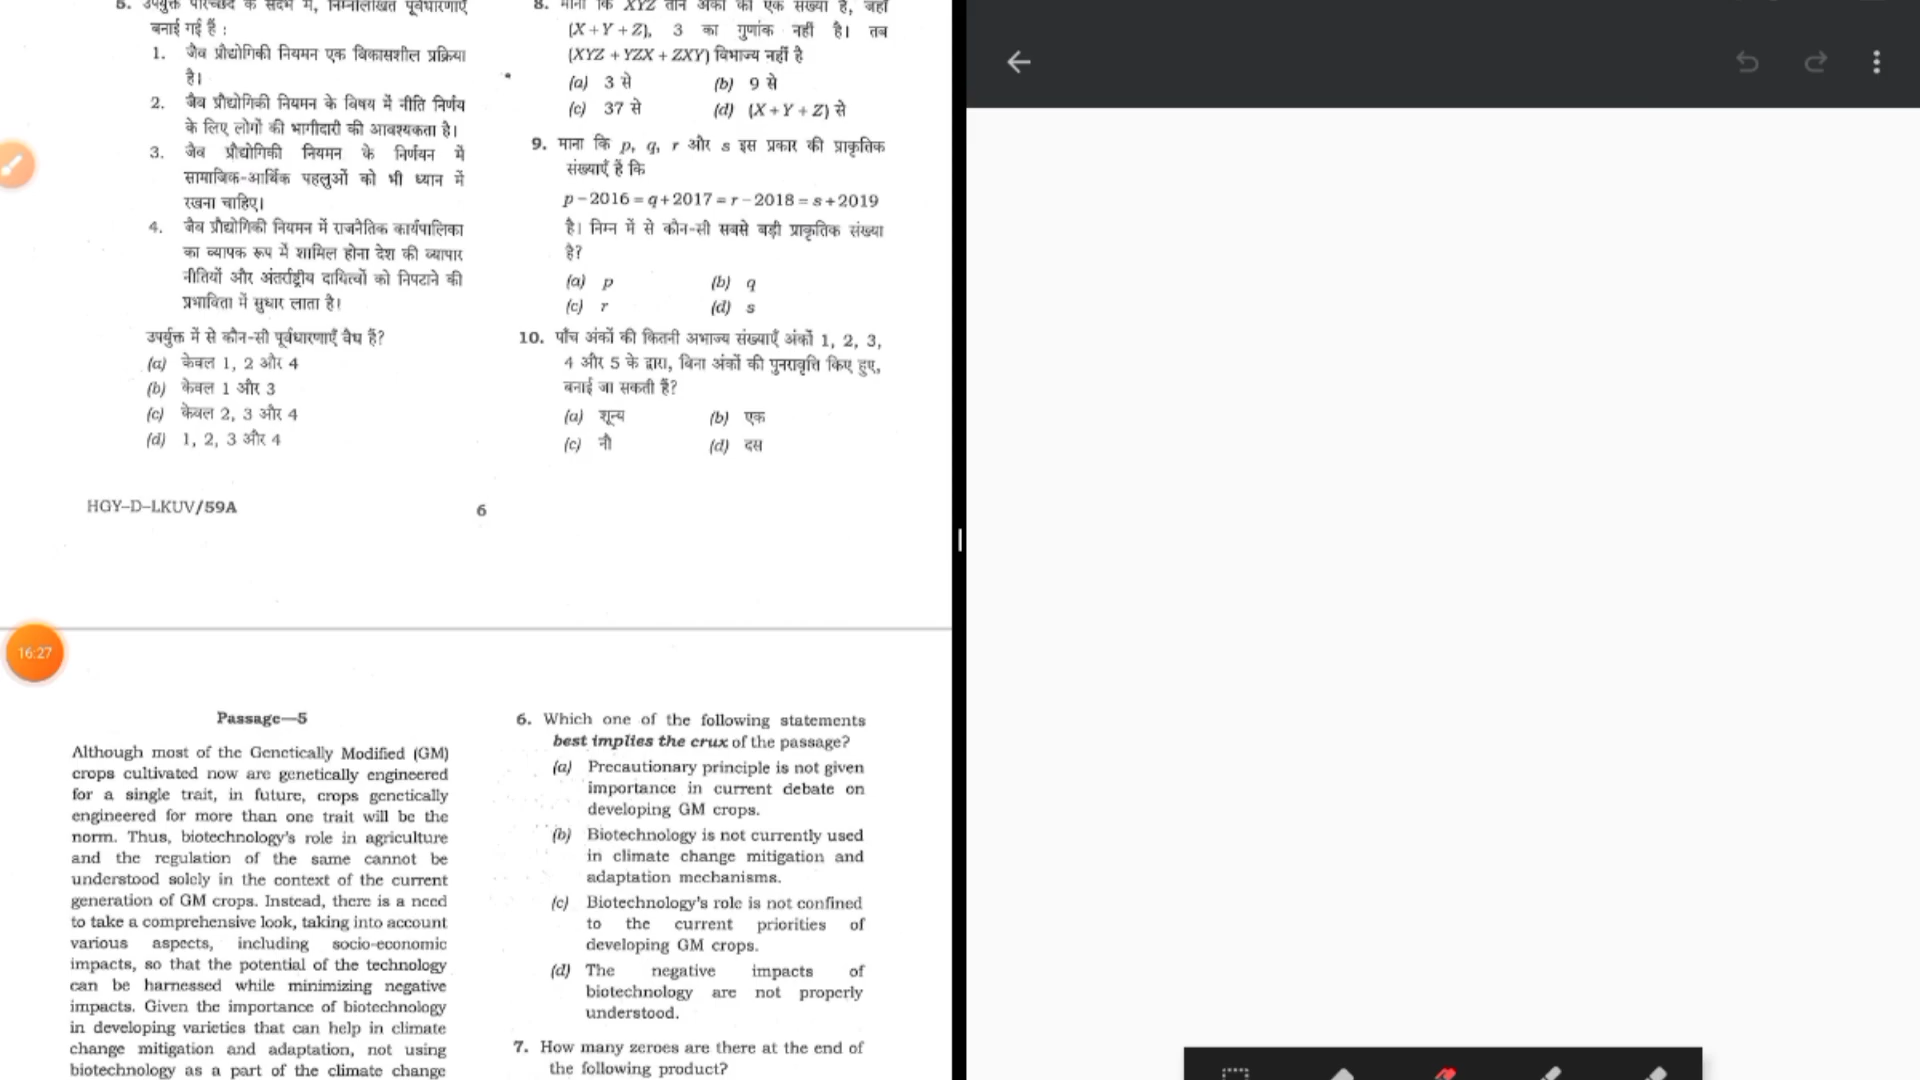 5. उपर्युक्त परिच्छेद के संदर्भ में, निम्नलिखित पूर्वधारणाएँ
बनाई गई हैं :
1. जैव प्रौद्योगिकी नियमन एक विकासशील प्रक्रिया
है।
2. जैव प्रौद्योगिकी नियमन के विषय में नीति निर्णय
के लिए लोगों की भागीदारी की आवश्यकता है।
3. जैव प्रौद्योगिकी नियमन के निर्णयन में
सामाजिक-आर्थिक पहलुओं को भी ध्यान में
रखना चाहिए।
4. जैव प्रौद्योगिकी नियमन में राजनैतिक कार्यपालिका
का व्यापक रूप में शामिल होना देश की व्यापार
नीतियों और अंतर्राष्ट्रीय दायित्वों को निपटाने की
प्रभाविता में सुधार लाता है।
उपर्युक्त में से कौन-सी पूर्वधारणाएँ वैध हैं?
(a) केवल 1, 2 और 4
(b) केवल 1 और 3
(c) केवल 2, 3 और 4
(d) 1, 2, 3 और 4
8. माना कि XYZ तीन अंकों की एक संख्या है, जहाँ
(X+Y+Z), 3 का गुणांक नहीं है। तब
(XYZ+YZX+ZXY) विभाज्य नहीं है
(a) 3 से (b) 9 से
(c) 37 से (d) (X+Y+Z) से
9. माना कि p, q, r और s इस प्रकार की प्राकृतिक
संख्याएँ हैं कि
p-2016=q+2017=r-2018=s+2019
है। निम्न में से कौन-सी सबसे बड़ी प्राकृतिक संख्या
है?
(a) p (b) q
(c) r (d) s
10. पाँच अंकों की कितनी अभाज्य संख्याएँ अंकों 1, 2, 3,
4 और 5 के द्वारा, बिना अंकों की पुनरावृत्ति किए हुए,
बनाई जा सकती हैं?
(a) शून्य (b) एक
(c) नौ (d) दस
HGY-D-LKUV/59A 6
16:27
Passage—5
Although most of the Genetically Modified (GM)
crops cultivated now are genetically engineered
for a single trait, in future, crops genetically
engineered for more than one trait will be the
norm. Thus, biotechnology's role in agriculture
and the regulation of the same cannot be
understood solely in the context of the current
generation of GM crops. Instead, there is a need
to take a comprehensive look, taking into account
various aspects, including socio-economic
impacts, so that the potential of the technology
can be harnessed while minimizing negative
impacts. Given the importance of biotechnology
in developing varieties that can help in climate
change mitigation and adaptation, not using
biotechnology as a part of the climate change
6. Which one of the following statements
best implies the crux of the passage?
(a) Precautionary principle is not given
importance in current debate on
developing GM crops.
(b) Biotechnology is not currently used
in climate change mitigation and
adaptation mechanisms.
(c) Biotechnology's role is not confined
to the current priorities of
developing GM crops.
(d) The negative impacts of
biotechnology are not properly
understood.
7. How many zeroes are there at the end of
the following product?